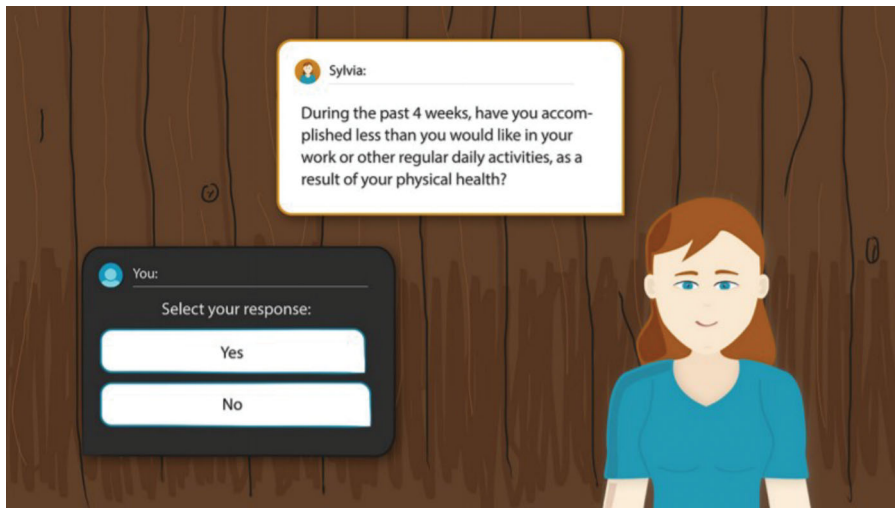 Sylvia:
During the past 4 weeks, have you accom-
plished less than you would like in your
work or other regular daily activities, as a
result of your physical health?
You:
Select your response:
Yes
No